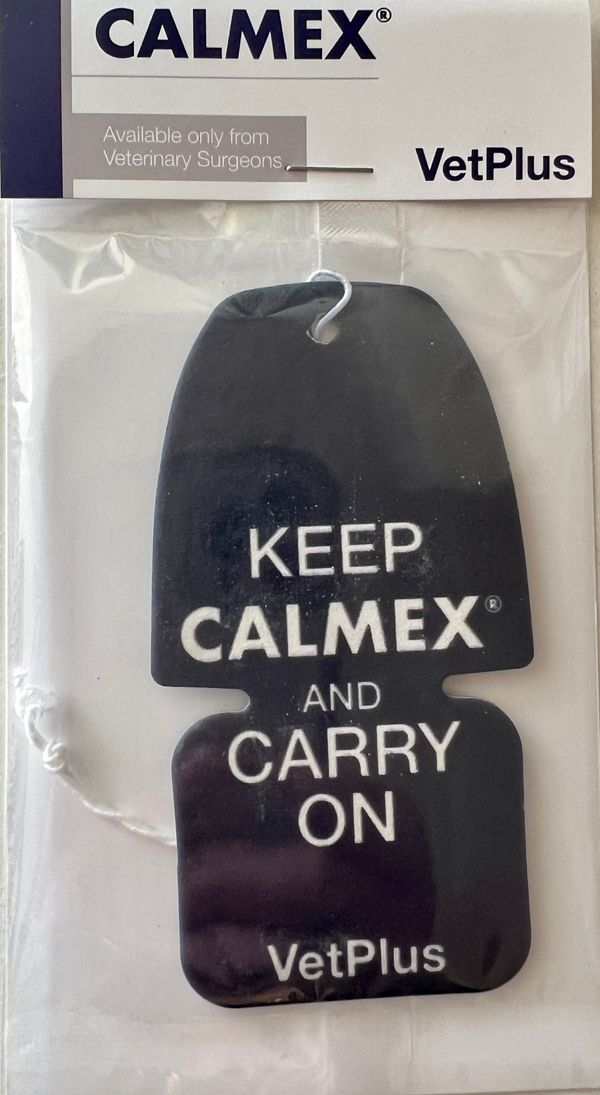 CALMEX®
Available only from
Veterinary Surgeons
VetPlus
KEEP
CALMEX®
AND
CARRY
ON
VetPlus